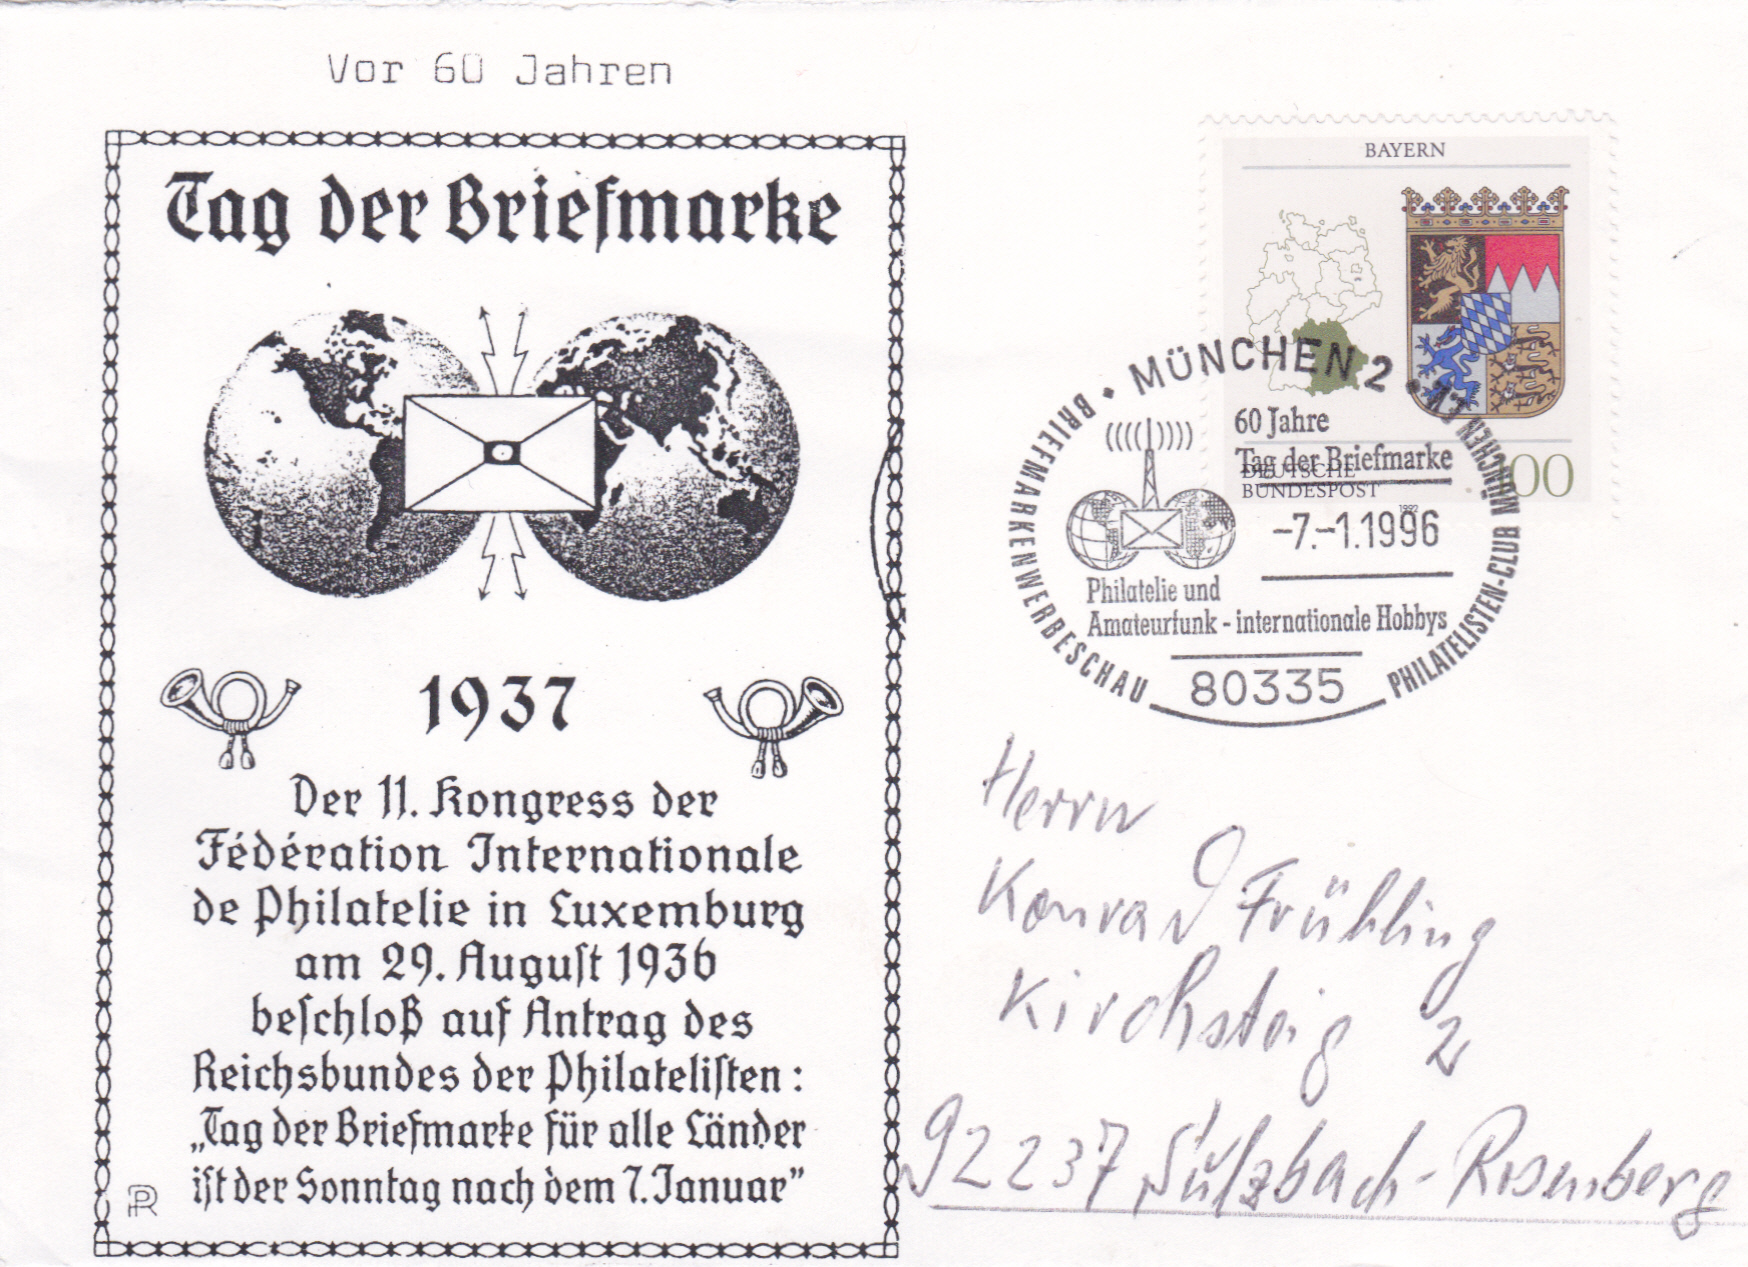 Vor 60 Jahren
Tag der Briefmarke
1937
Der 11. Kongress der
Fédération Internationale
de Philatelie in Luxemburg
am 29. August 1936
beſchloß auf Antrag des
Reichsbundes der Philateliſten :
„Tag der Briefmarke für alle Länder
iſt der Sonntag nach dem 7. Januar”
PR
BAYERN
DEUTSCHE
BUNDESPOST
100
1992
• MÜNCHEN 2 •
BRIEFMARKENWERBESCHAU
MÜNCHEN
PHILATELISTEN-CLUB
60 Jahre
Tag der Briefmarke
-7.-1.1996
Philatelie und
Amateurfunk - internationale Hobbys
80335
Herrn
Konrad Frühling
Kirchsteig 2
92237 Sulzbach-Rosenberg